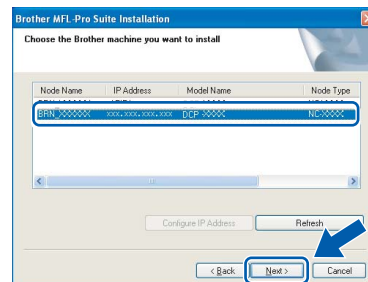 Brother MFL-Pro Suite Installation
Choose the Brother machine you want to install
Node Name IP Address Model Name Node Type
BRN_XXXXXX xxx.xxx.xxx.xxx DCP-XXXX NC-XXXX
Configure IP Address Refresh
< Back Next > Cancel